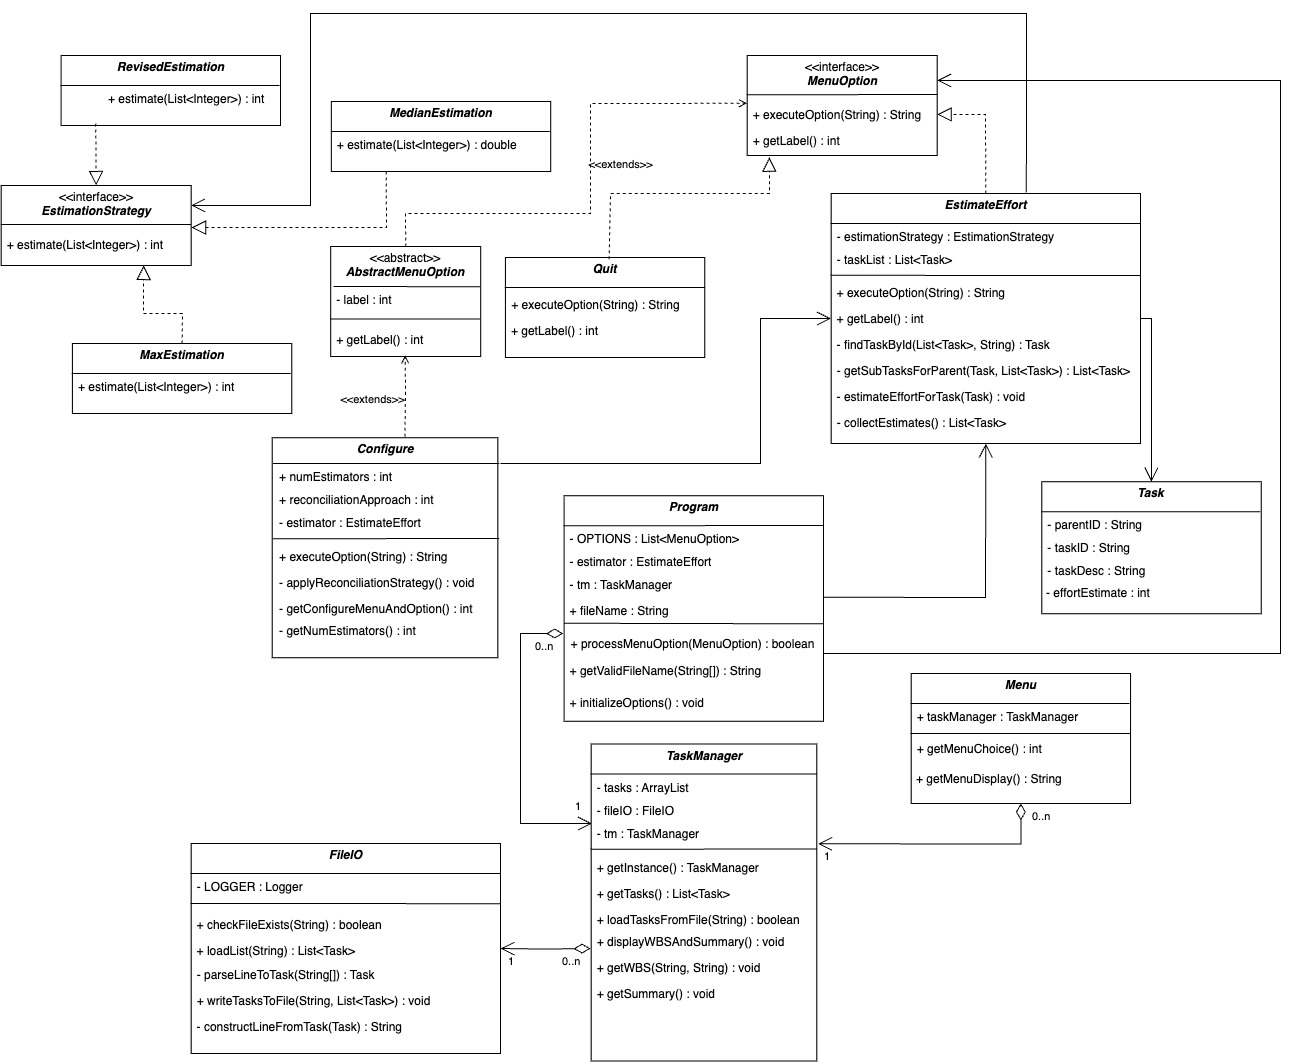 RevisedEstimation
+ estimate(List<Integer>) : int
MedianEstimation
+ estimate(List<Integer>) : double
<<interface>>
MenuOption
+ executeOption(String) : String
+ getLabel() : int
<<extends>>
<<interface>>
EstimationStrategy
+ estimate(List<Integer>) : int
MaxEstimation
+ estimate(List<Integer>) : int
<<abstract>>
AbstractMenuOption
- label : int
+ getLabel() : int
Quit
+ executeOption(String) : String
+ getLabel() : int
EstimateEffort
- estimationStrategy : EstimationStrategy
- taskList : List<Task>
+ executeOption(String) : String
+ getLabel() : int
- findTaskById(List<Task>, String) : Task
- getSubTasksForParent(Task, List<Task>) : List<Task>
- estimateEffortForTask(Task) : void
- collectEstimates() : List<Task>
<<extends>>
Configure
+ numEstimators : int
+ reconciliationApproach : int
- estimator : EstimateEffort
+ executeOption(String) : String
- applyReconciliationStrategy() : void
- getConfigureMenuAndOption() : int
- getNumEstimators() : int
Program
- OPTIONS : List<MenuOption>
- estimator : EstimateEffort
- tm : TaskManager
+ fileName : String
+ processMenuOption(MenuOption) : boolean
+ getValidFileName(String[]) : String
+ initializeOptions() : void
0..n
1
Task
- parentID : String
- taskID : String
- taskDesc : String
- effortEstimate : int
Menu
+ taskManager : TaskManager
+ getMenuChoice() : int
+ getMenuDisplay() : String
0..n
1
TaskManager
- tasks : ArrayList
- fileIO : FileIO
- tm : TaskManager
+ getInstance() : TaskManager
+ getTasks() : List<Task>
+ loadTasksFromFile(String) : boolean
+ displayWBSAndSummary() : void
+ getWBS(String, String) : void
+ getSummary() : void
0..n
1
FileIO
- LOGGER : Logger
+ checkFileExists(String) : boolean
+ loadList(String) : List<Task>
- parseLineToTask(String[]) : Task
+ writeTasksToFile(String, List<Task>) : void
- constructLineFromTask(Task) : String